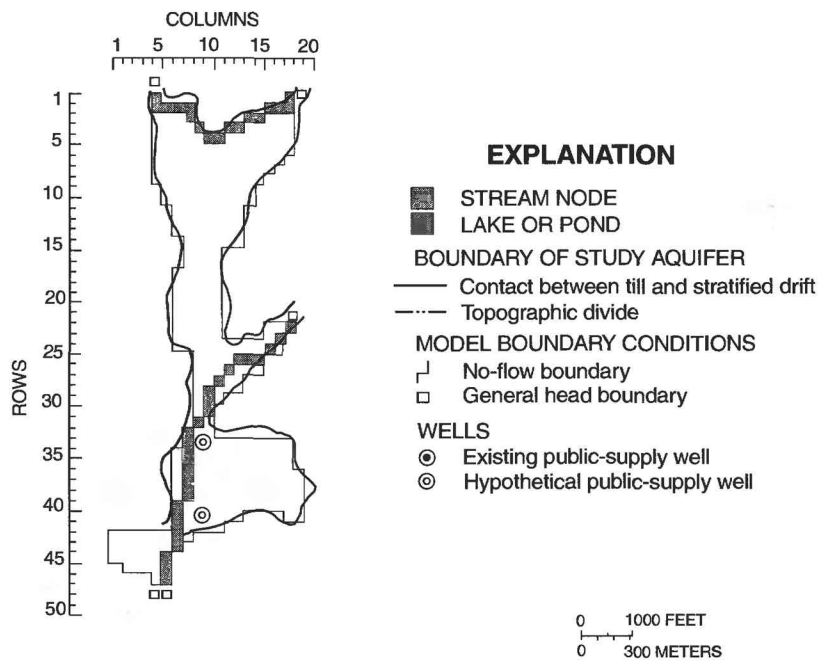 COLUMNS
1 5 10 15 20
ROWS
1
5
10
15
20
25
30
35
40
45
50
EXPLANATION
STREAM NODE
LAKE OR POND
BOUNDARY OF STUDY AQUIFER
Contact between till and stratified drift
Topographic divide
MODEL BOUNDARY CONDITIONS
No-flow boundary
General head boundary
WELLS
Existing public-supply well
Hypothetical public-supply well
0 1000 FEET
0 300 METERS